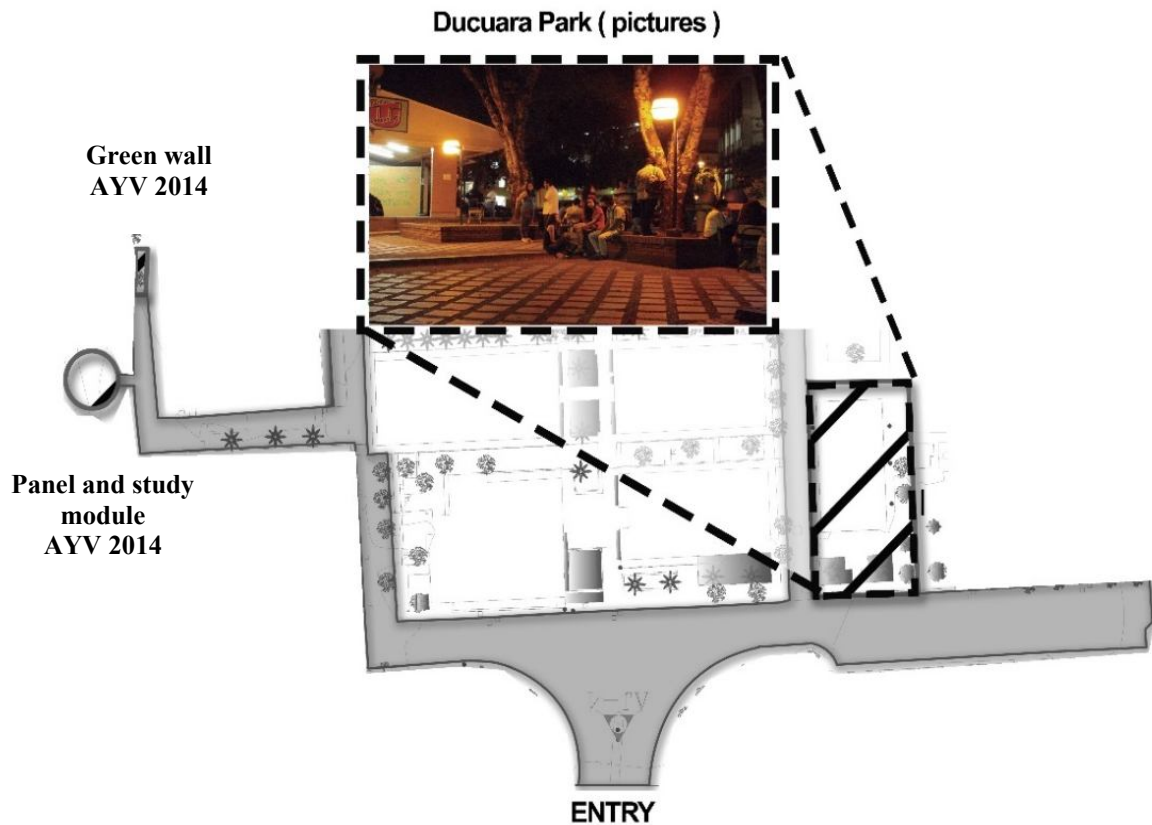 Ducuara Park ( pictures )
Green wall
AYV 2014
Panel and study
module
AYV 2014
ENTRY